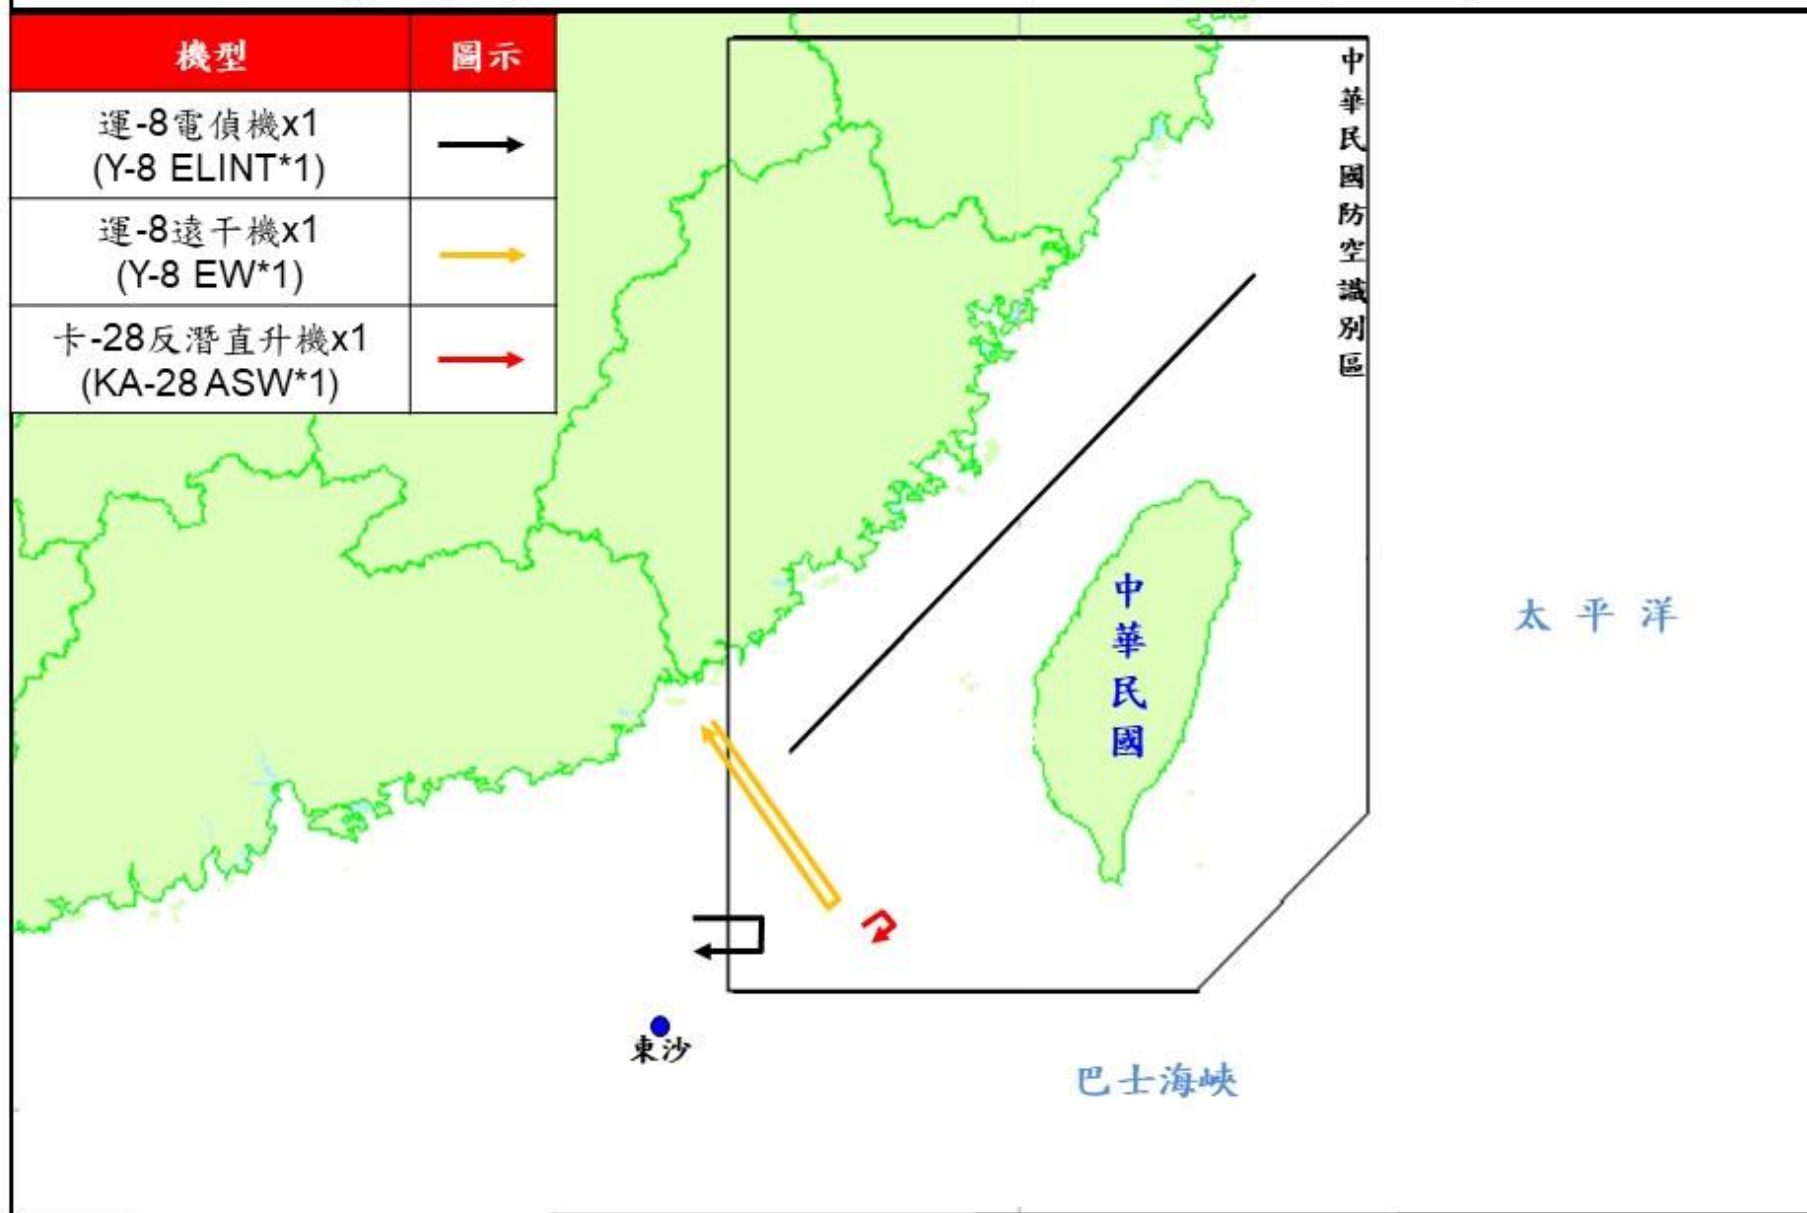 機型
圖示
運-8電偵機x1
(Y-8 ELINT*1)
運-8遠干機x1
(Y-8 EW*1)
卡-28反潛直升機x1
(KA-28 ASW*1)
中華民國防空識別區
中華民國
太平洋
東沙
巴士海峽